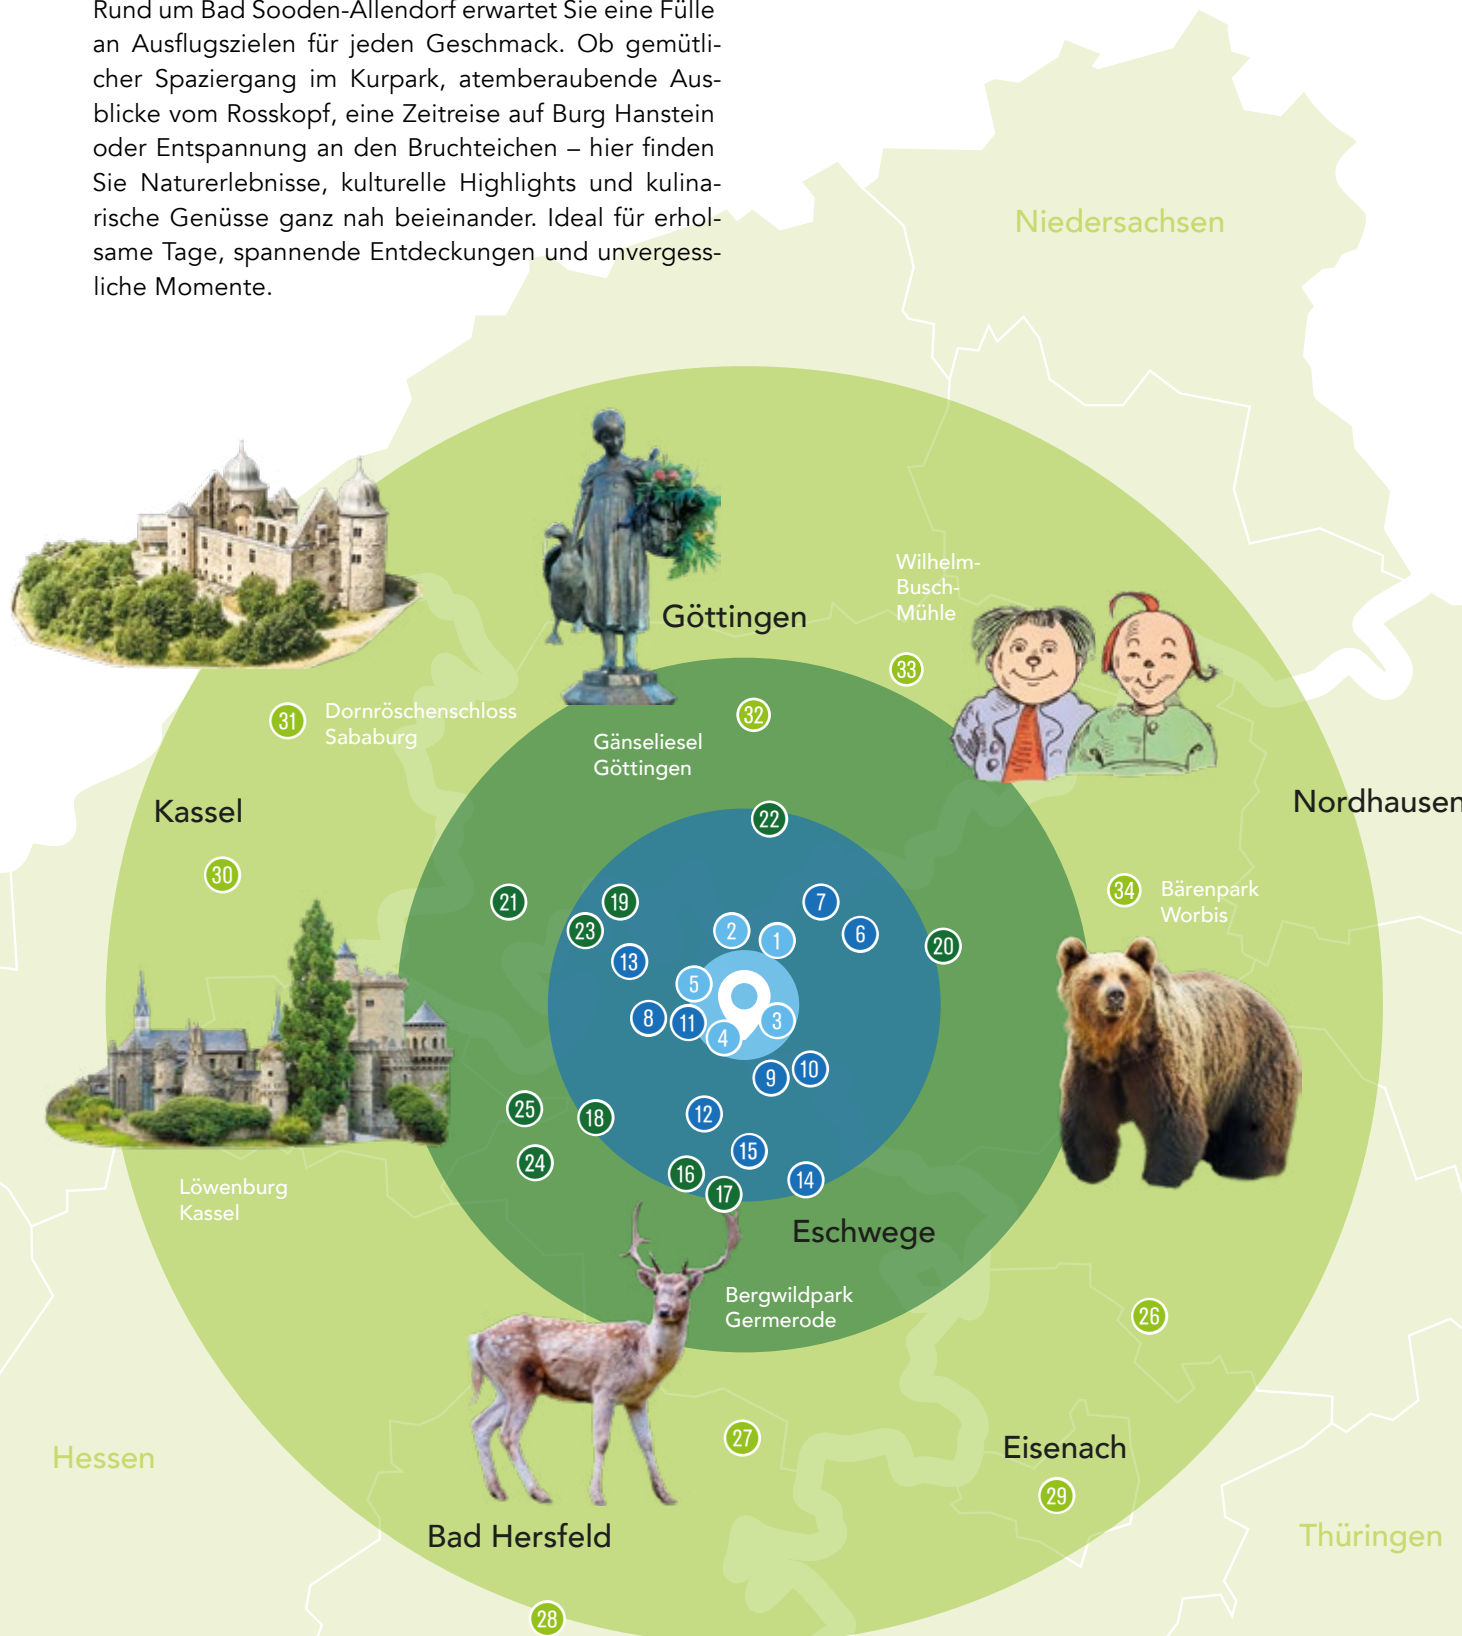 Rund um Bad Sooden-Allendorf erwartet Sie eine Fülle
an Ausflugszielen für jeden Geschmack. Ob gemütli-
cher Spaziergang im Kurpark, atemberaubende Aus-
blicke vom Rosskopf, eine Zeitreise auf Burg Hanstein
oder Entspannung an den Bruchteichen – hier finden
Sie Naturerlebnisse, kulturelle Highlights und kulina-
rische Genüsse ganz nah beieinander. Ideal für erhol-
same Tage, spannende Entdeckungen und unvergess-
liche Momente.
Niedersachsen
Wilhelm-
Busch-
Mühle
Göttingen
33
31
Dornröschenschloss
Sababurg
32
Gänseliesel
Göttingen
Kassel
Nordhausen
22
30
34
Bärenpark
Worbis
21
19
7
23
2
1
6
20
13
5
8
11
4
3
9
10
25
18
12
15
24
16
17
14
Löwenburg
Kassel
Eschwege
Bergwildpark
Germerode
26
27
Hessen
Eisenach
29
Bad Hersfeld
Thüringen
28